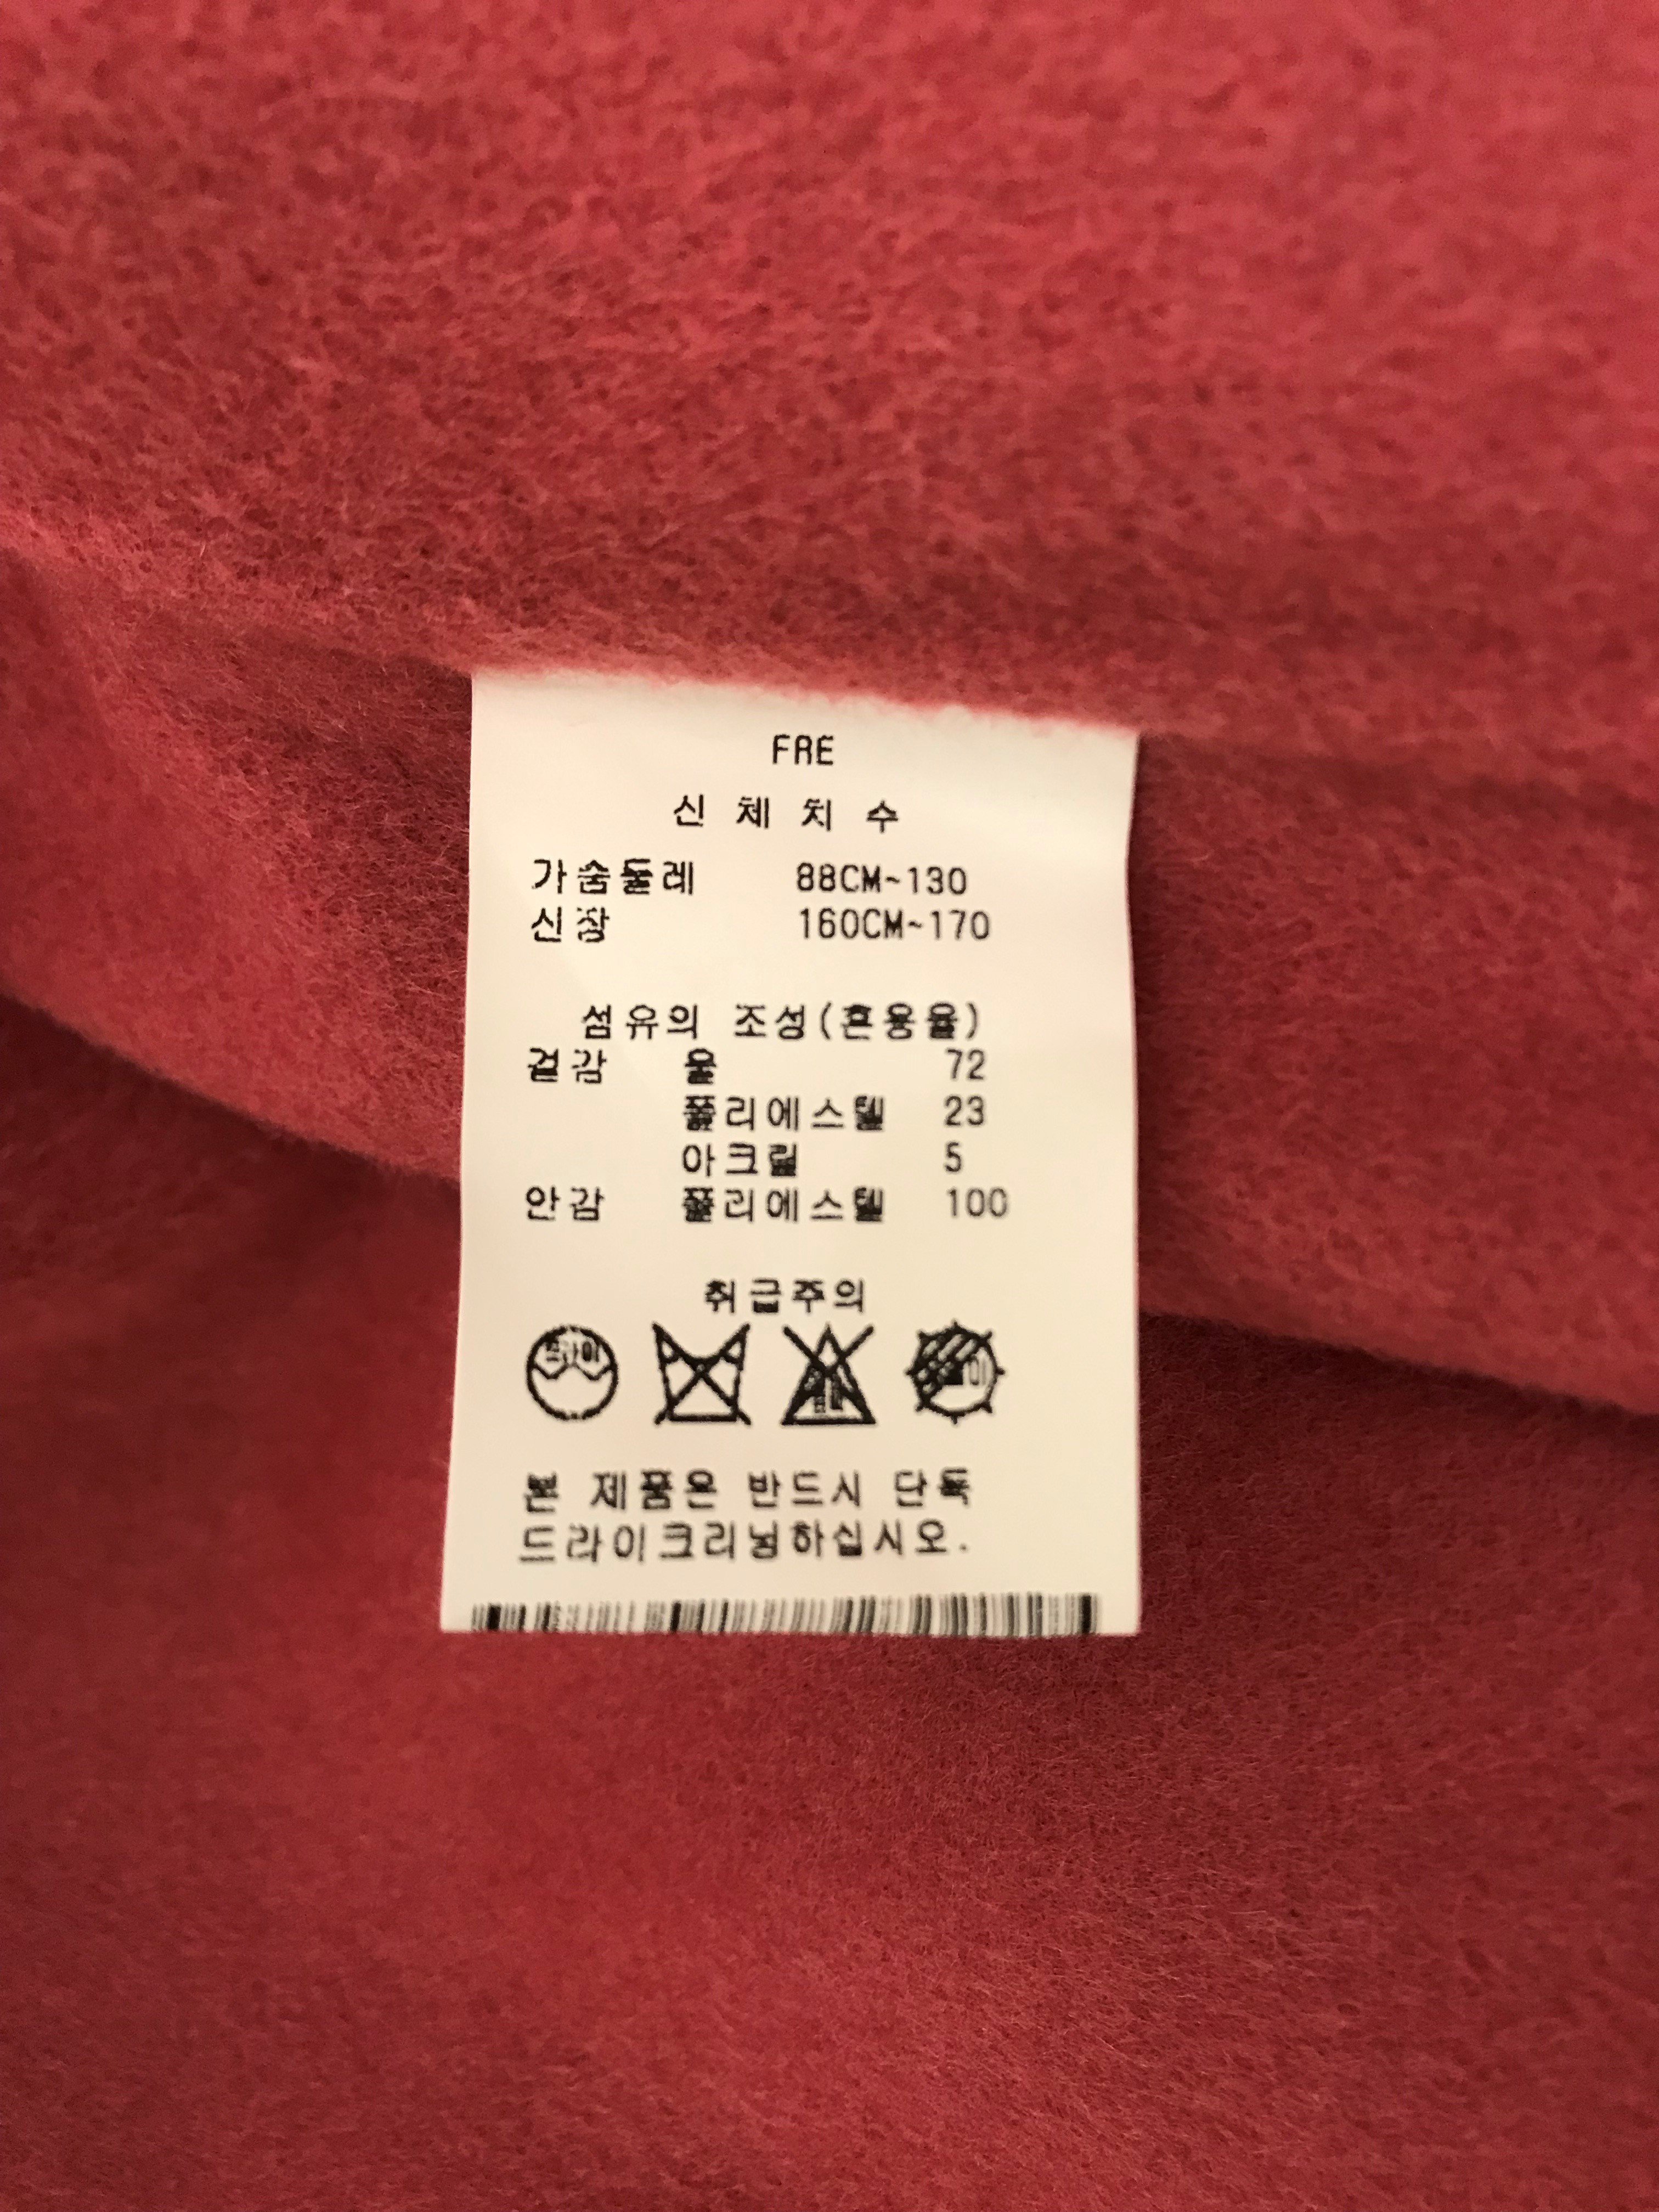 FRE
신 체 치 수
가슴둘레 88CM~130
신장 160CM~170
섬유의 조성(혼용율)
겉감 울 72
폴리에스텔 23
아크릴 5
안감 폴리에스텔 100
취급주의
드라이
본 제품은 반드시 단독
드라이크리닝하십시오.